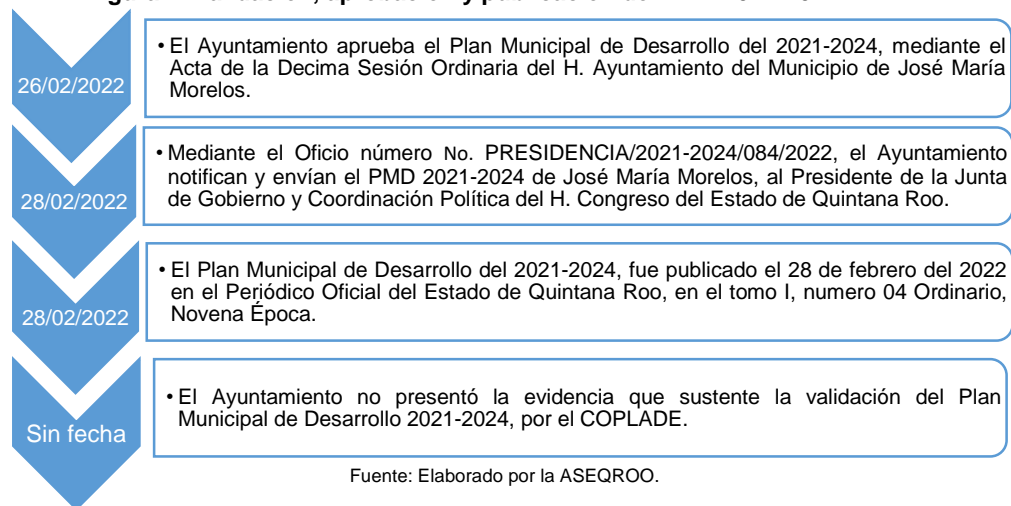 26/02/2022
• El Ayuntamiento aprueba el Plan Municipal de Desarrollo del 2021-2024, mediante el
Acta de la Decima Sesión Ordinaria del H. Ayuntamiento del Municipio de José María
Morelos.
28/02/2022
• Mediante el Oficio número No. PRESIDENCIA/2021-2024/084/2022, el Ayuntamiento
notifican y envían el PMD 2021-2024 de José María Morelos, al Presidente de la Junta
de Gobierno y Coordinación Política del H. Congreso del Estado de Quintana Roo.
28/02/2022
• El Plan Municipal de Desarrollo del 2021-2024, fue publicado el 28 de febrero del 2022
en el Periódico Oficial del Estado de Quintana Roo, en el tomo I, numero 04 Ordinario,
Novena Época.
Sin fecha
• El Ayuntamiento no presentó la evidencia que sustente la validación del Plan
Municipal de Desarrollo 2021-2024, por el COPLADE.
Fuente: Elaborado por la ASEQROO.